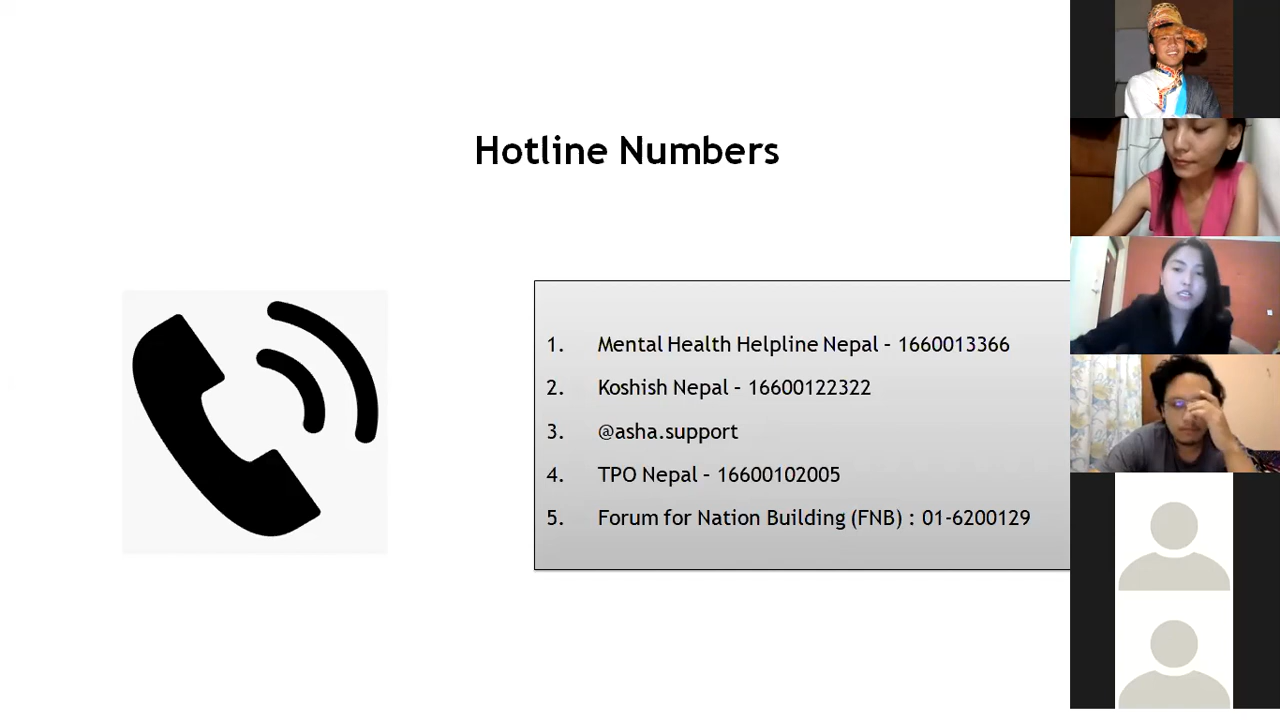 Hotline Numbers
1. Mental Health Helpline Nepal – 1660013366
2. Koshish Nepal – 16600122322
3. @asha.support
4. TPO Nepal – 16600102005
5. Forum for Nation Building (FNB) : 01-6200129